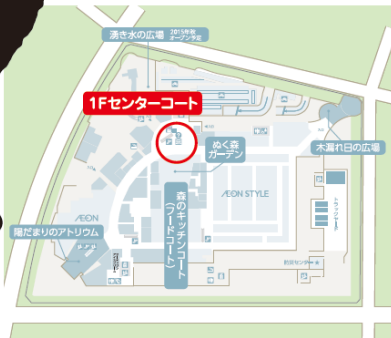 湧き水の広場 2015年秋
オープン予定
1Fセンターコート
ぬく森
ガーデン
木漏れ日の広場
ÆON STYLE
ÆON
森のキッチンコート
(フードコート)
陽だまりのアトリウム